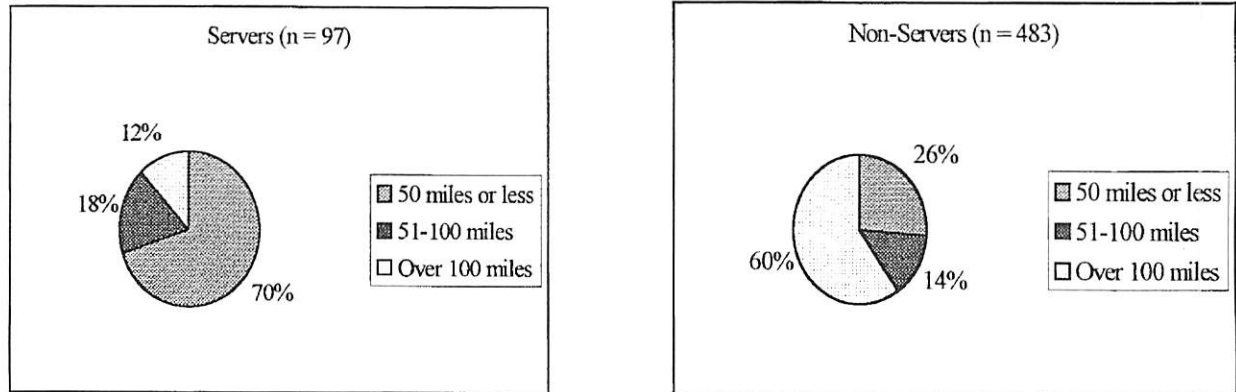 Servers (n = 97)
12%
18%
70%
50 miles or less
51-100 miles
Over 100 miles
Non-Servers (n = 483)
26%
60%
14%
50 miles or less
51-100 miles
Over 100 miles